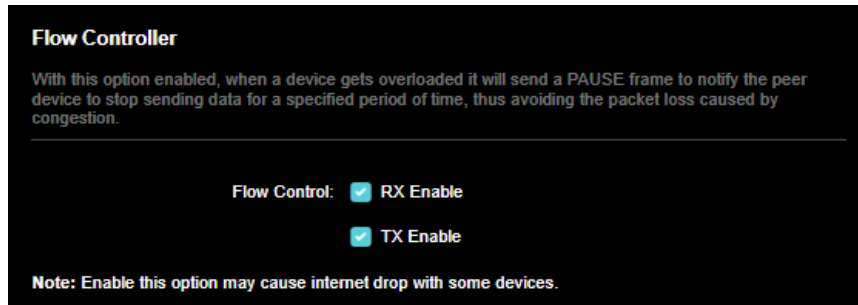 Flow Controller
With this option enabled, when a device gets overloaded it will send a PAUSE frame to notify the peer
device to stop sending data for a specified period of time, thus avoiding the packet loss caused by
congestion.
Flow Control: RX Enable
TX Enable
Note: Enable this option may cause internet drop with some devices.